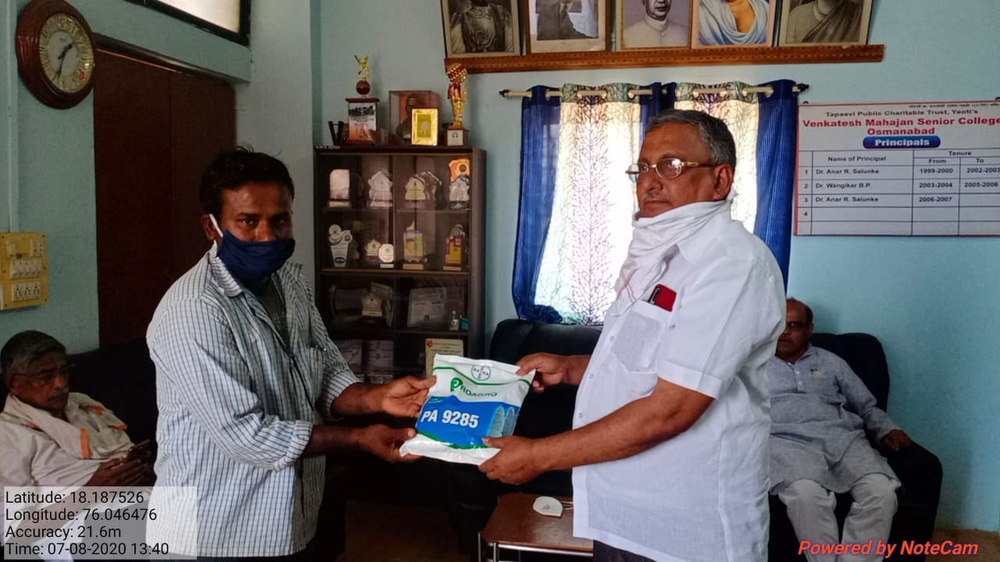 Tapasvi Public Charitable Trust, Yeoti's
Venkatesh Mahajan Senior College
Osmanabad
Principals
Name of Principal
Tenure
From To
1 Dr. Anar R. Salunke 1999-2000 2002-2003
2 Dr. Wangikar B.P. 2003-2004 2005-2006
3 Dr. Anar R. Salunke 2006-2007
4
BAYER
PROAGRO
PA 9285
Latitude: 18.187526
Longitude: 76.046476
Accuracy: 21.6m
Time: 07-08-2020 13:40
Powered by NoteCam